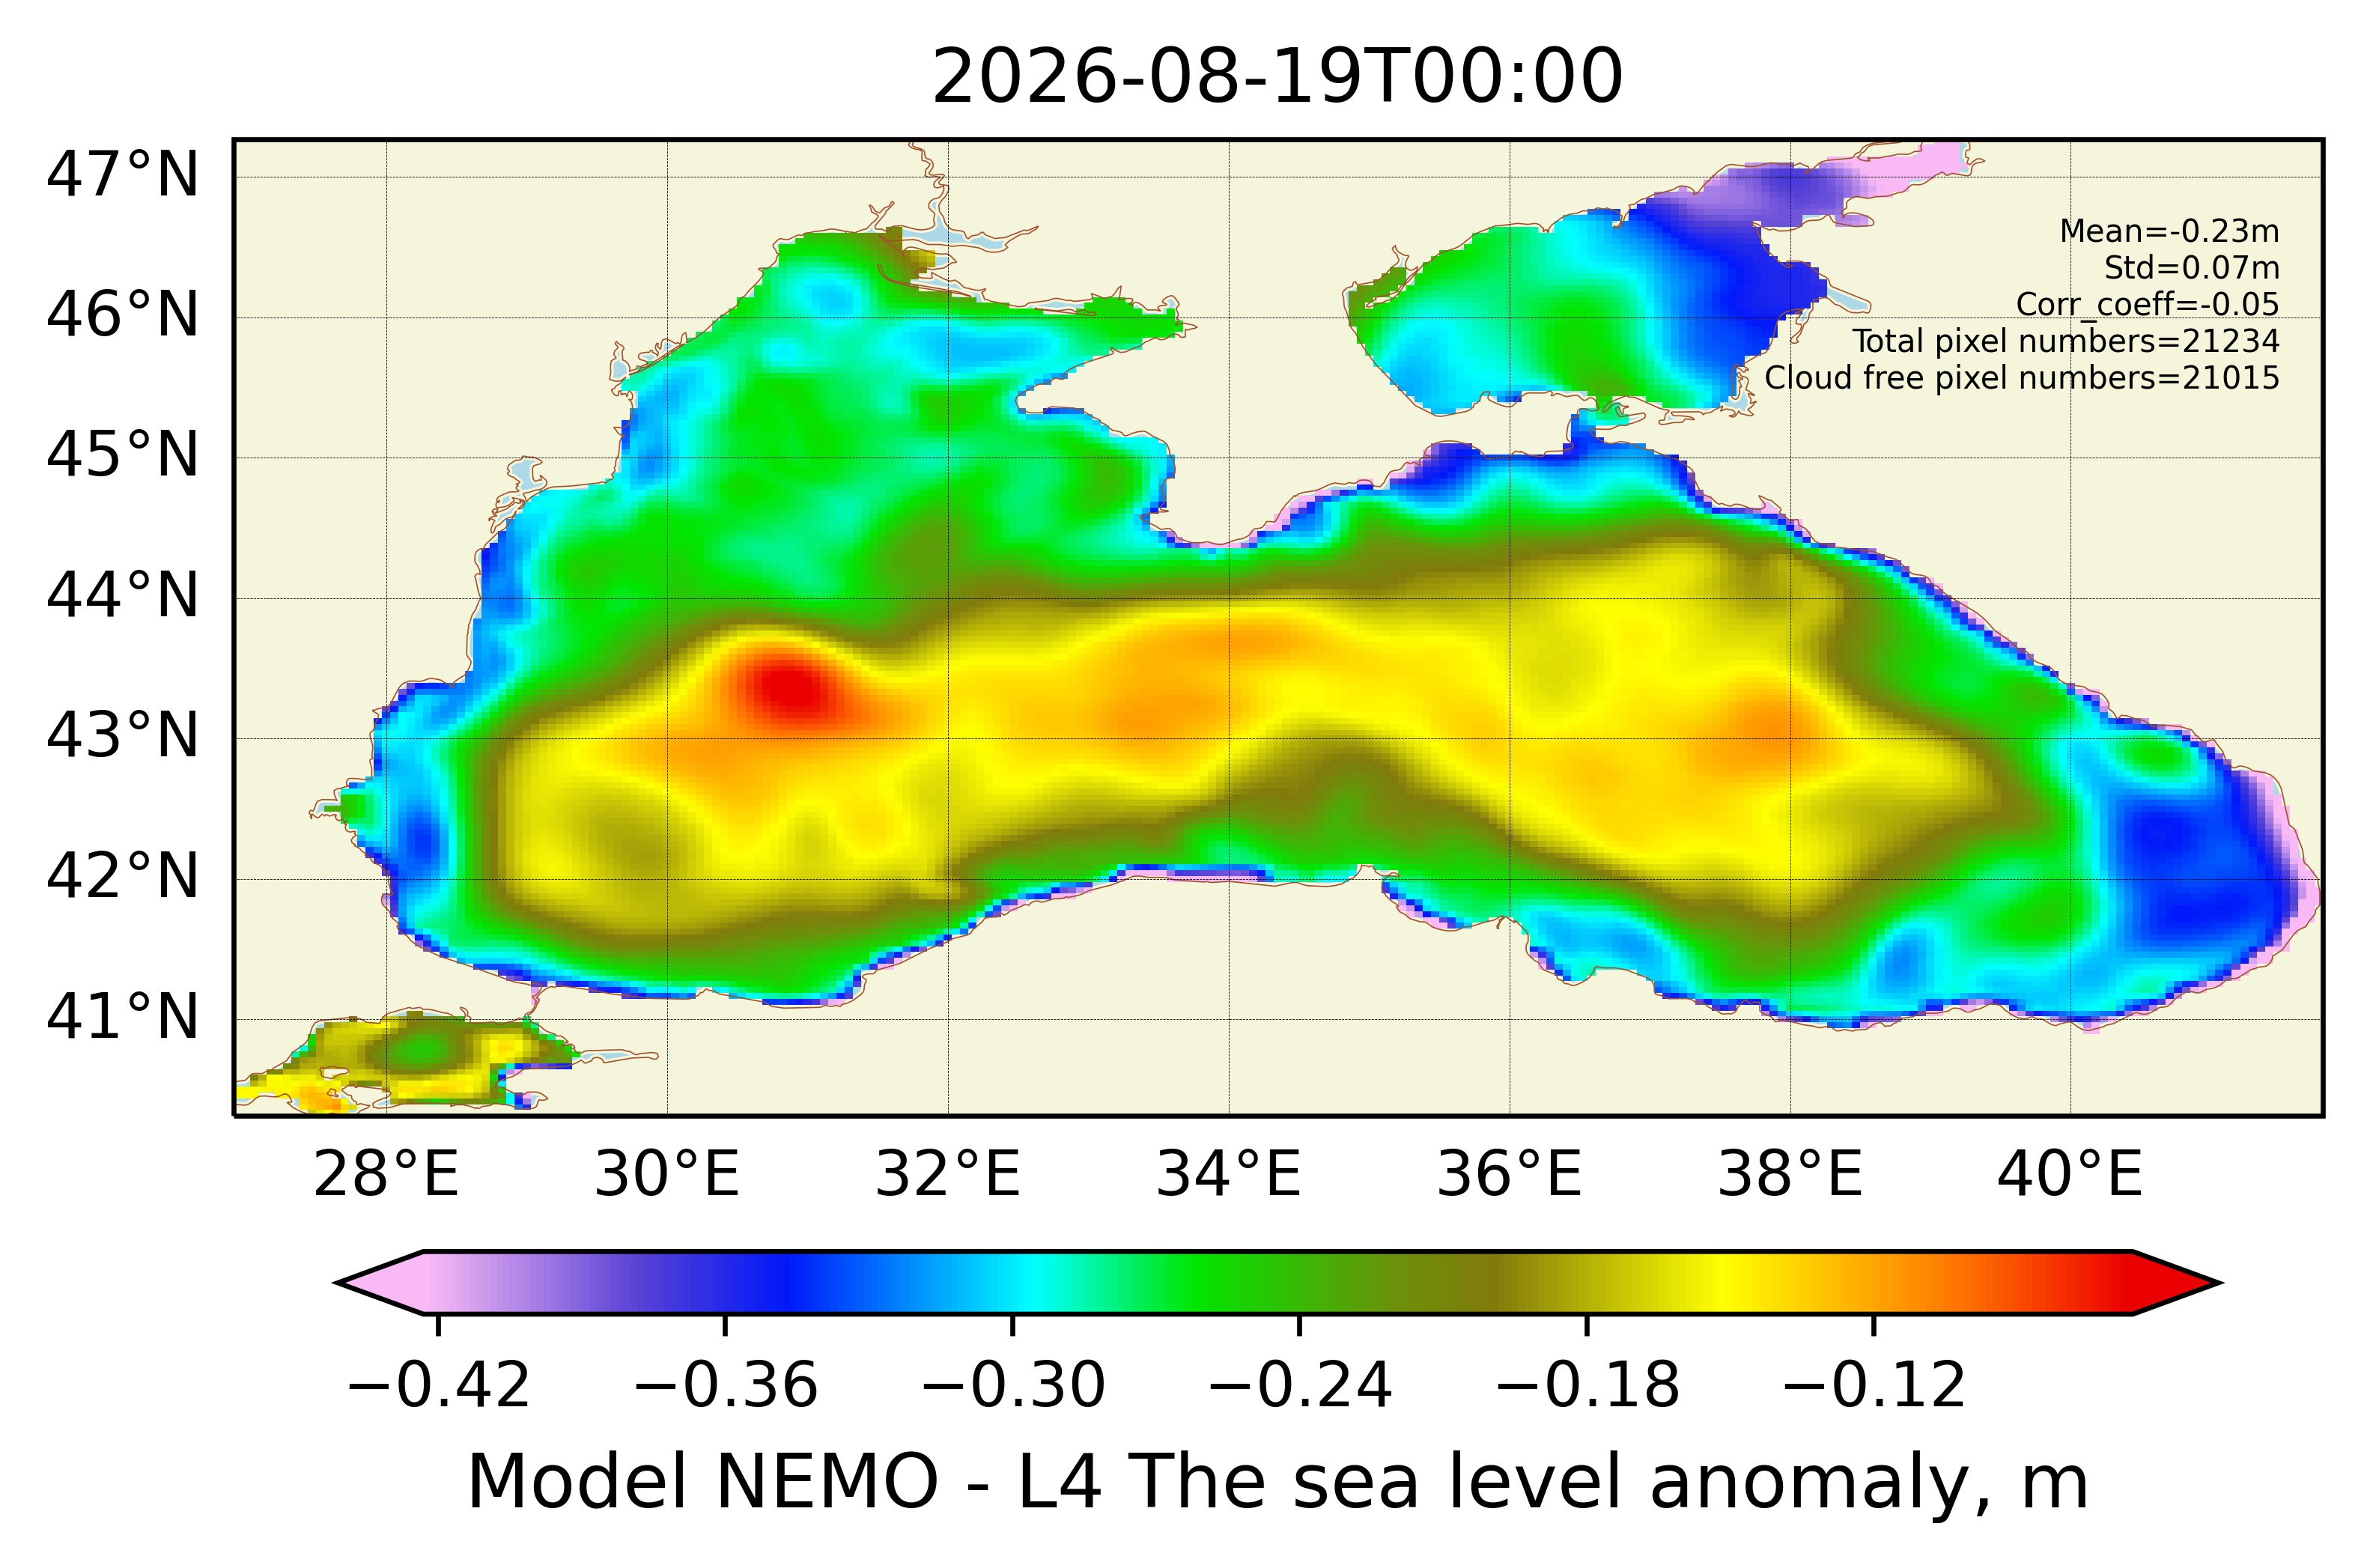 2026-08-19T00:00
47°N
46°N
45°N
44°N
43°N
42°N
41°N
Mean=-0.23m
Std=0.07m
Corr_coeff=-0.05
Total pixel numbers=21234
Cloud free pixel numbers=21015
28°E 30°E 32°E 34°E 36°E 38°E 40°E
−0.42 −0.36 −0.30 −0.24 −0.18 −0.12
Model NEMO - L4 The sea level anomaly, m